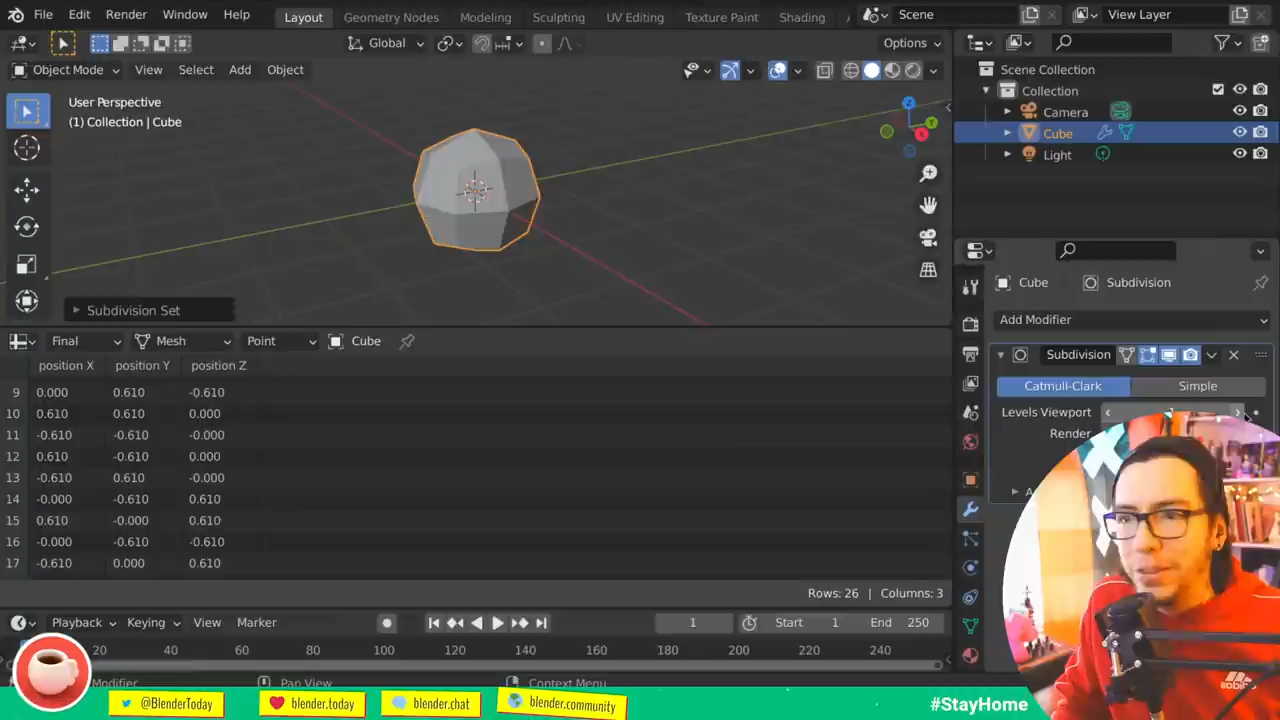 File Edit Render Window Help Layout Geometry Nodes Modeling Sculpting UV Editing Texture Paint Shading Scene View Layer
Global Options
Object Mode View Select Add Object
User Perspective
(1) Collection | Cube
Subdivision Set
Scene Collection
Collection
Camera
Cube
Light
Cube Subdivision
Add Modifier
Subdivision
Catmull-Clark Simple
Levels Viewport
Render
Final Mesh Point Cube
position X position Y position Z
9 0.000 0.610 -0.610
10 0.610 0.610 0.000
11 -0.610 -0.610 -0.000
12 0.610 -0.610 0.000
13 -0.610 0.610 -0.000
14 -0.000 -0.610 0.610
15 0.610 -0.000 0.610
16 -0.000 -0.610 -0.610
17 -0.610 0.000 0.610
Rows: 26 | Columns: 3
Playback Keying View Marker 1 Start 1 End 250
20 40 60 80 100 120 140 160 180 200 220 240
Modifier Pan View Context Menu
@BlenderToday blender.today blender.chat blender.community #StayHome